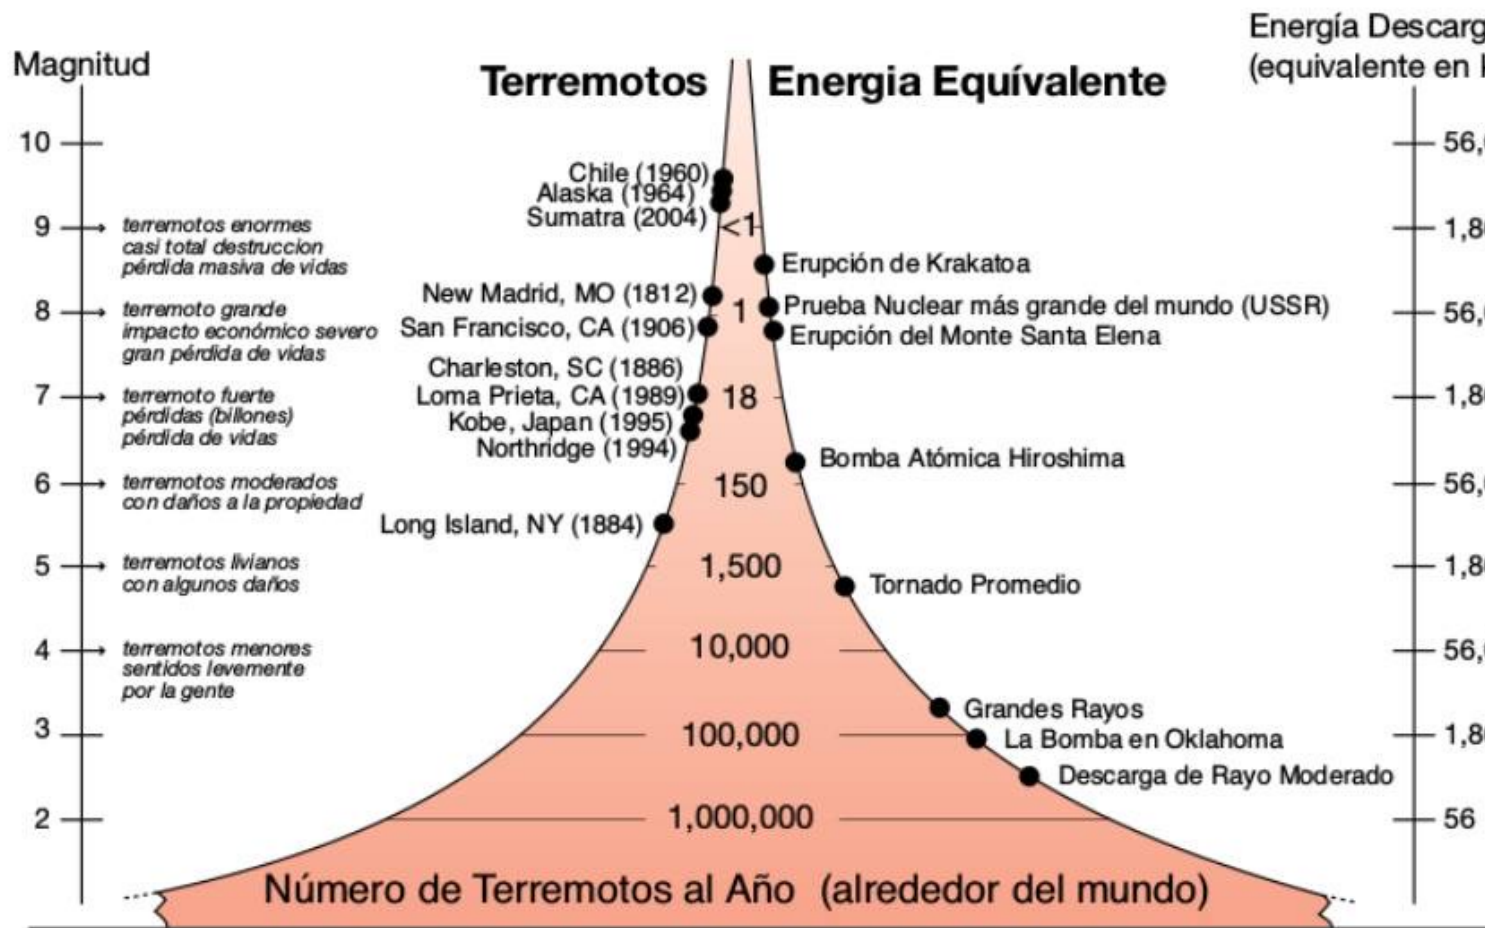 Energía Descarg
(equivalente en k
Magnitud
Terremotos
Energia Equívalente
10
9
8
7
6
5
4
3
2
terremotos enormes
casi total destruccion
pérdida masiva de vidas
terremoto grande
impacto económico severo
gran pérdida de vidas
terremoto fuerte
pérdidas (billones)
pérdida de vidas
terremotos moderados
con daños a la propiedad
terremotos livianos
con algunos daños
terremotos menores
sentidos levemente
por la gente
Chile (1960)
Alaska (1964)
Sumatra (2004)
New Madrid, MO (1812)
San Francisco, CA (1906)
Charleston, SC (1886)
Loma Prieta, CA (1989)
Kobe, Japan (1995)
Northridge (1994)
Long Island, NY (1884)
<1
1
18
150
1,500
10,000
100,000
1,000,000
Erupción de Krakatoa
Prueba Nuclear más grande del mundo (USSR)
Erupción del Monte Santa Elena
Bomba Atómica Hiroshima
Tornado Promedio
Grandes Rayos
La Bomba en Oklahoma
Descarga de Rayo Moderado
56,
1,8
56,
1,8
56,
1,8
56,
1,8
56
Número de Terremotos al Año (alrededor del mundo)